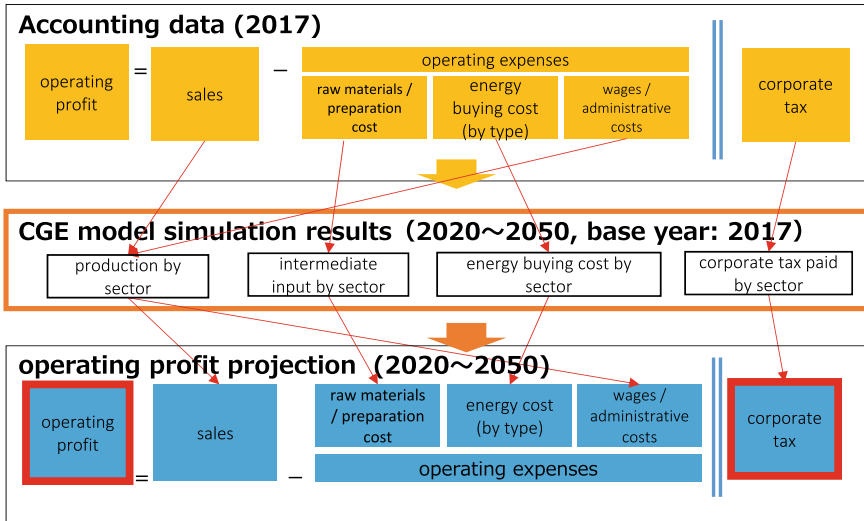 Accounting data (2017)
operating
profit
=
sales
−
operating expenses
raw materials /
preparation
cost
energy
buying cost
(by type)
wages /
administrative
costs
corporate
tax
CGE model simulation results（2020～2050, base year: 2017）
production by
sector
intermediate
input by sector
energy buying cost by
sector
corporate tax paid
by sector
operating profit projection（2020～2050)
operating
profit
=
sales
−
raw materials
/ preparation
cost
energy cost
(by type)
wages /
administrative
costs
operating expenses
corporate
tax